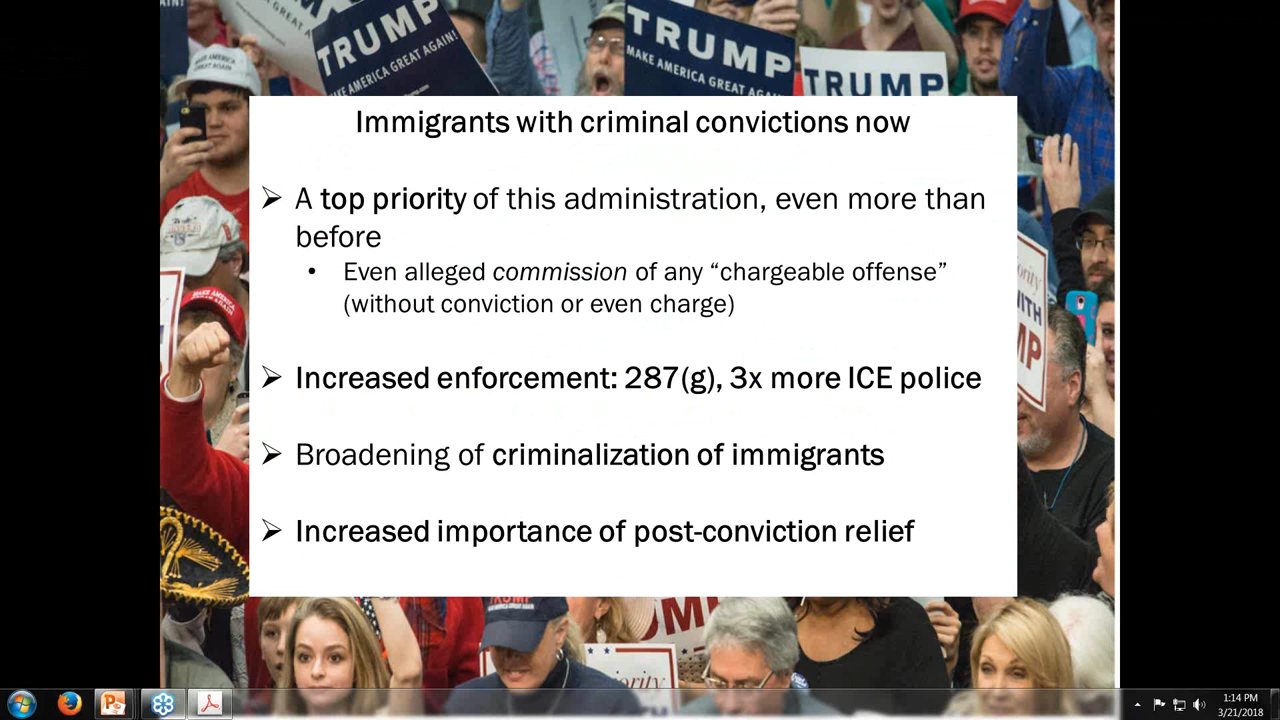 TRUMP
MAKE AMERICA GREAT AGAIN!
TRUMP
TRUMP
Immigrants with criminal convictions now
➢ A top priority of this administration, even more than
before
• Even alleged commission of any “chargeable offense”
(without conviction or even charge)
➢ Increased enforcement: 287(g), 3x more ICE police
➢ Broadening of criminalization of immigrants
➢ Increased importance of post-conviction relief
1:14 PM
3/21/2018